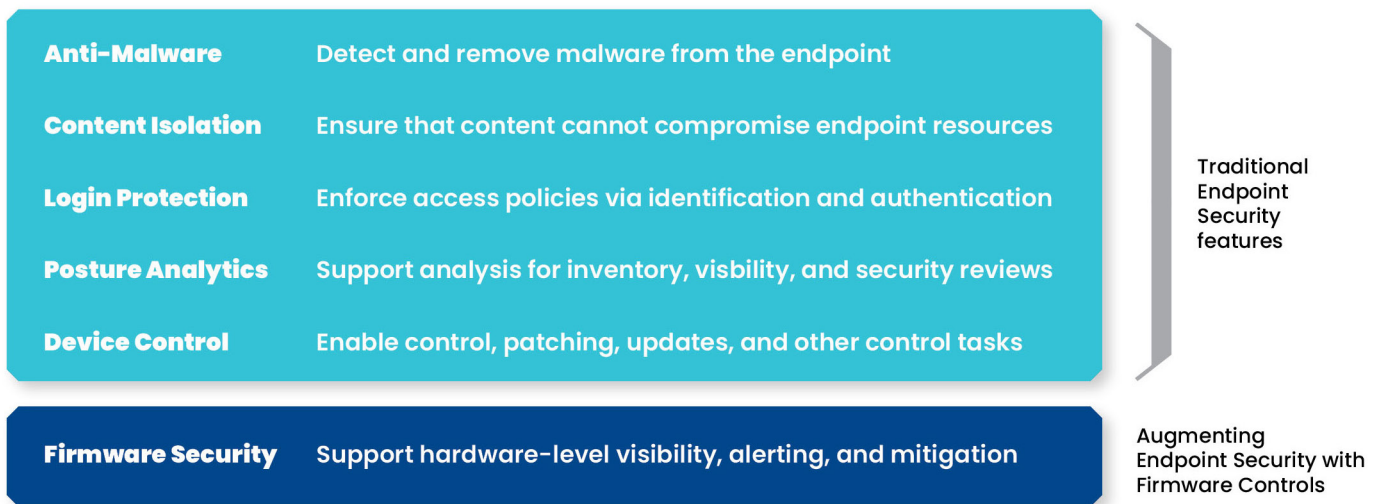 Anti-Malware Detect and remove malware from the endpoint
Content Isolation Ensure that content cannot compromise endpoint resources
Login Protection Enforce access policies via identification and authentication
Posture Analytics Support analysis for inventory, visbility, and security reviews
Device Control Enable control, patching, updates, and other control tasks
Traditional
Endpoint
Security
features
Firmware Security Support hardware-level visibility, alerting, and mitigation
Augmenting
Endpoint Security with
Firmware Controls